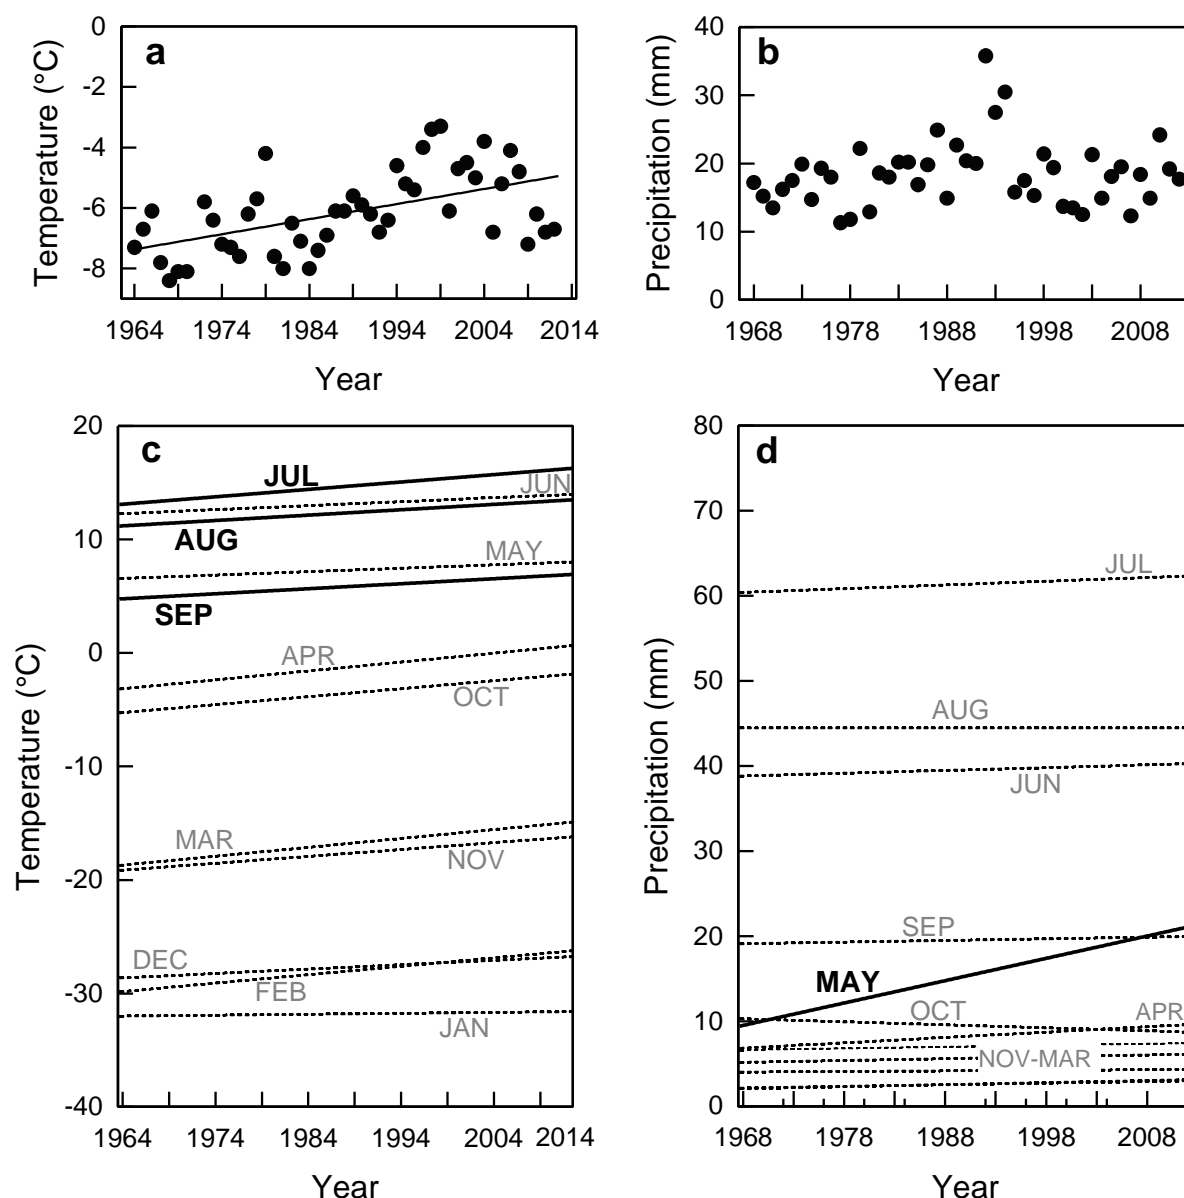 a
Temperature (°C)
0
-2
-4
-6
-8
1964 1974 1984 1994 2004 2014
Year
b
Precipitation (mm)
40
30
20
10
0
1968 1978 1988 1998 2008
Year
c
Temperature (°C)
20
10
0
-10
-20
-30
-40
JUL
JUN
AUG
MAY
SEP
APR
OCT
MAR
NOV
DEC
FEB
JAN
1964 1974 1984 1994 2004 2014
Year
d
Precipitation (mm)
80
70
60
50
40
30
20
10
0
JUL
AUG
JUN
SEP
MAY
OCT
APR
NOV-MAR
1968 1978 1988 1998 2008
Year